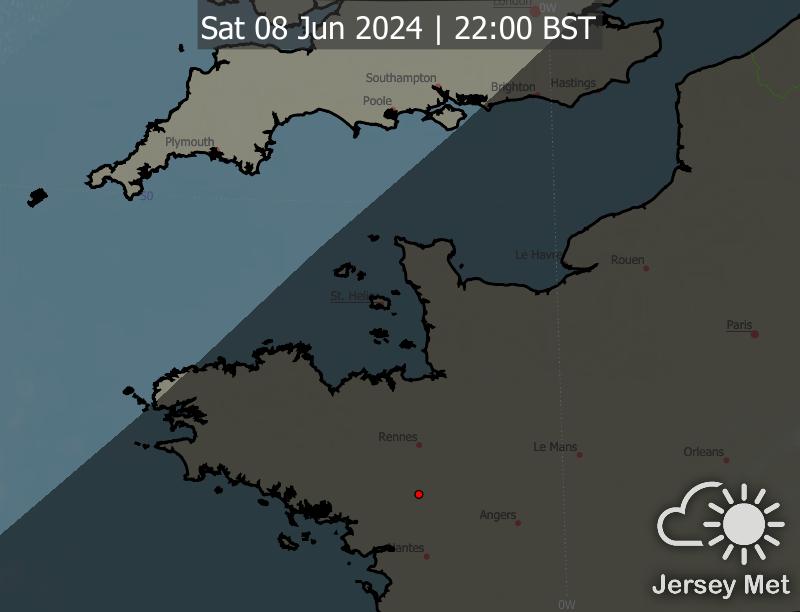 London
0W
Sat 08 Jun 2024 | 22:00 BST
Southampton
Brighton
Hastings
Poole
Plymouth
50
Le Havre
Rouen
St. Helier
Paris
Rennes
Le Mans
Orleans
Angers
Nantes
Jersey Met
0W